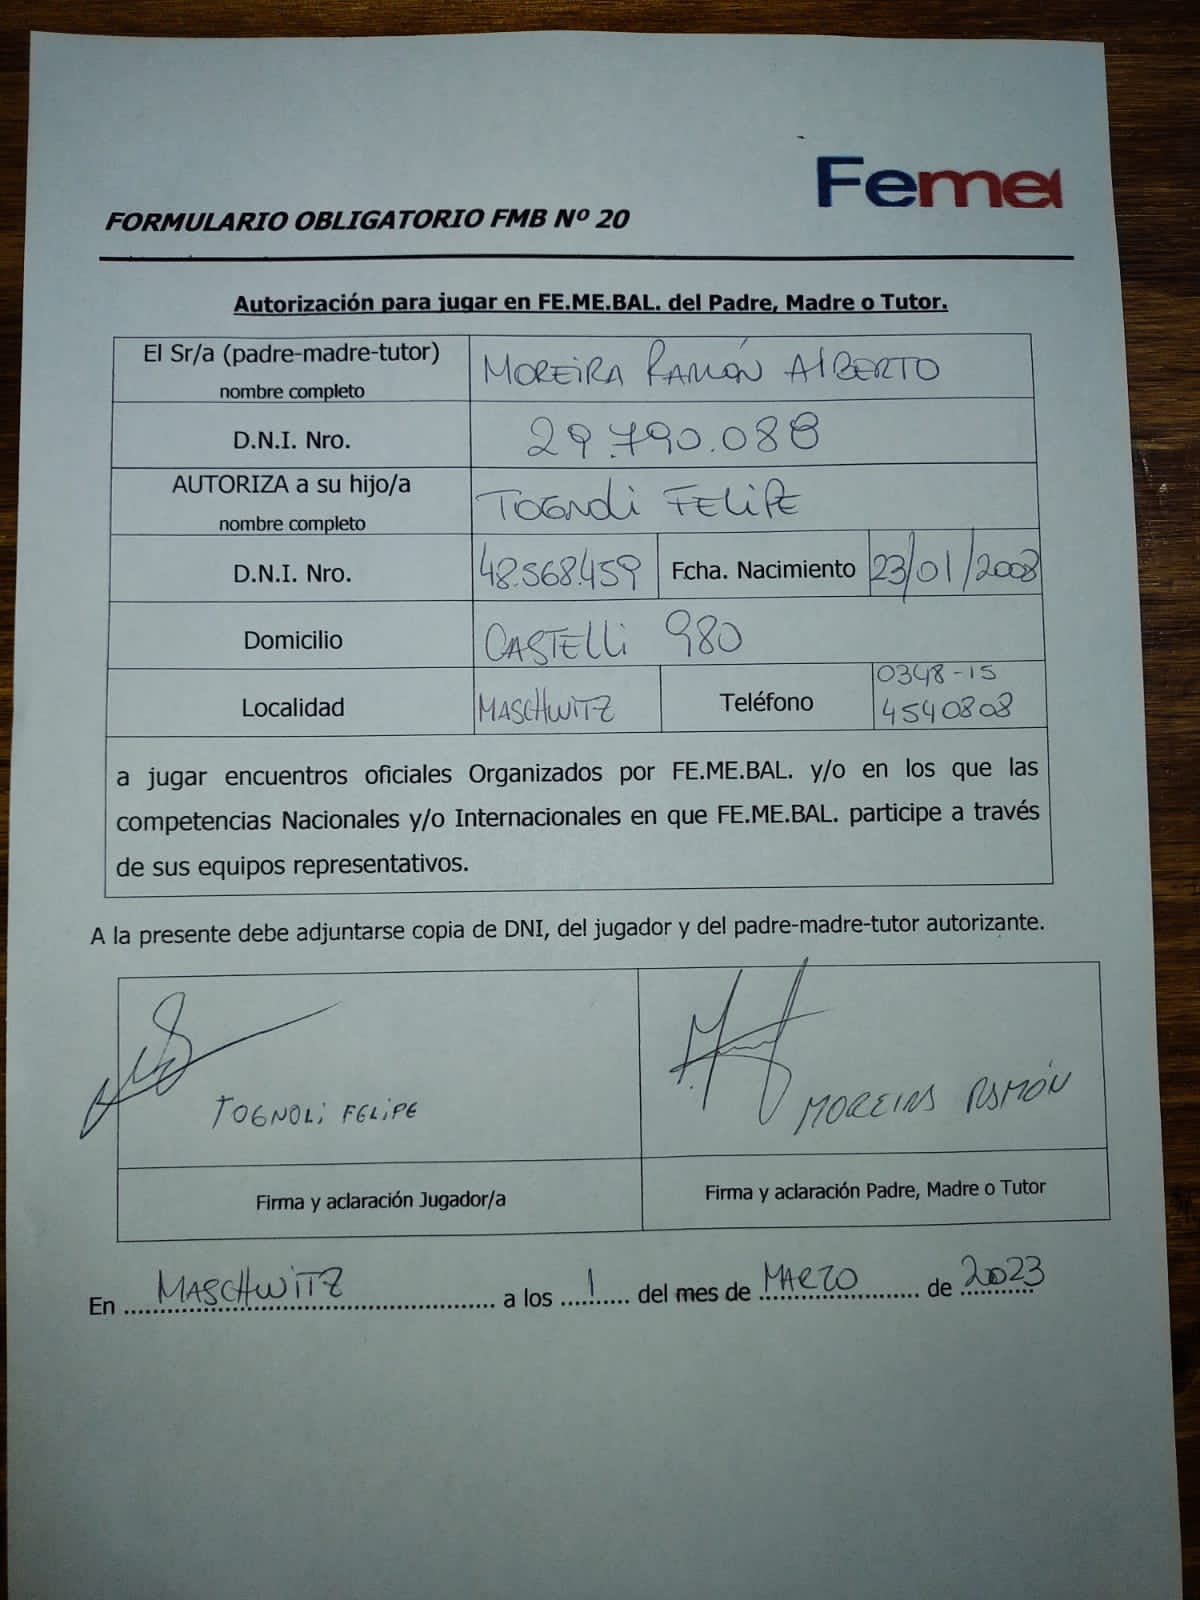 Feme
FORMULARIO OBLIGATORIO FMB Nº 20
Autorización para jugar en FE.ME.BAL. del Padre, Madre o Tutor.
El Sr/a (padre-madre-tutor)
nombre completo
MOREIRA RAMÓN AlBERTO
D.N.I. Nro.
29.790.088
AUTORIZA a su hijo/a
nombre completo
TOGNOLi FELiPE
D.N.I. Nro.
48.568.459
Fcha. Nacimiento
23/01/2008
Domicilio
CASTELLi 980
Localidad
MASCHWITZ
Teléfono
0348-15
4540808
a jugar encuentros oficiales Organizados por FE.ME.BAL. y/o en los que las
competencias Nacionales y/o Internacionales en que FE.ME.BAL. participe a través
de sus equipos representativos.
A la presente debe adjuntarse copia de DNI, del jugador y del padre-madre-tutor autorizante.
TOGNOLi FELiPE
MOREIRA RAMÓN
Firma y aclaración Jugador/a
Firma y aclaración Padre, Madre o Tutor
En MASCHWITZ a los 1 del mes de MARZO de 2023